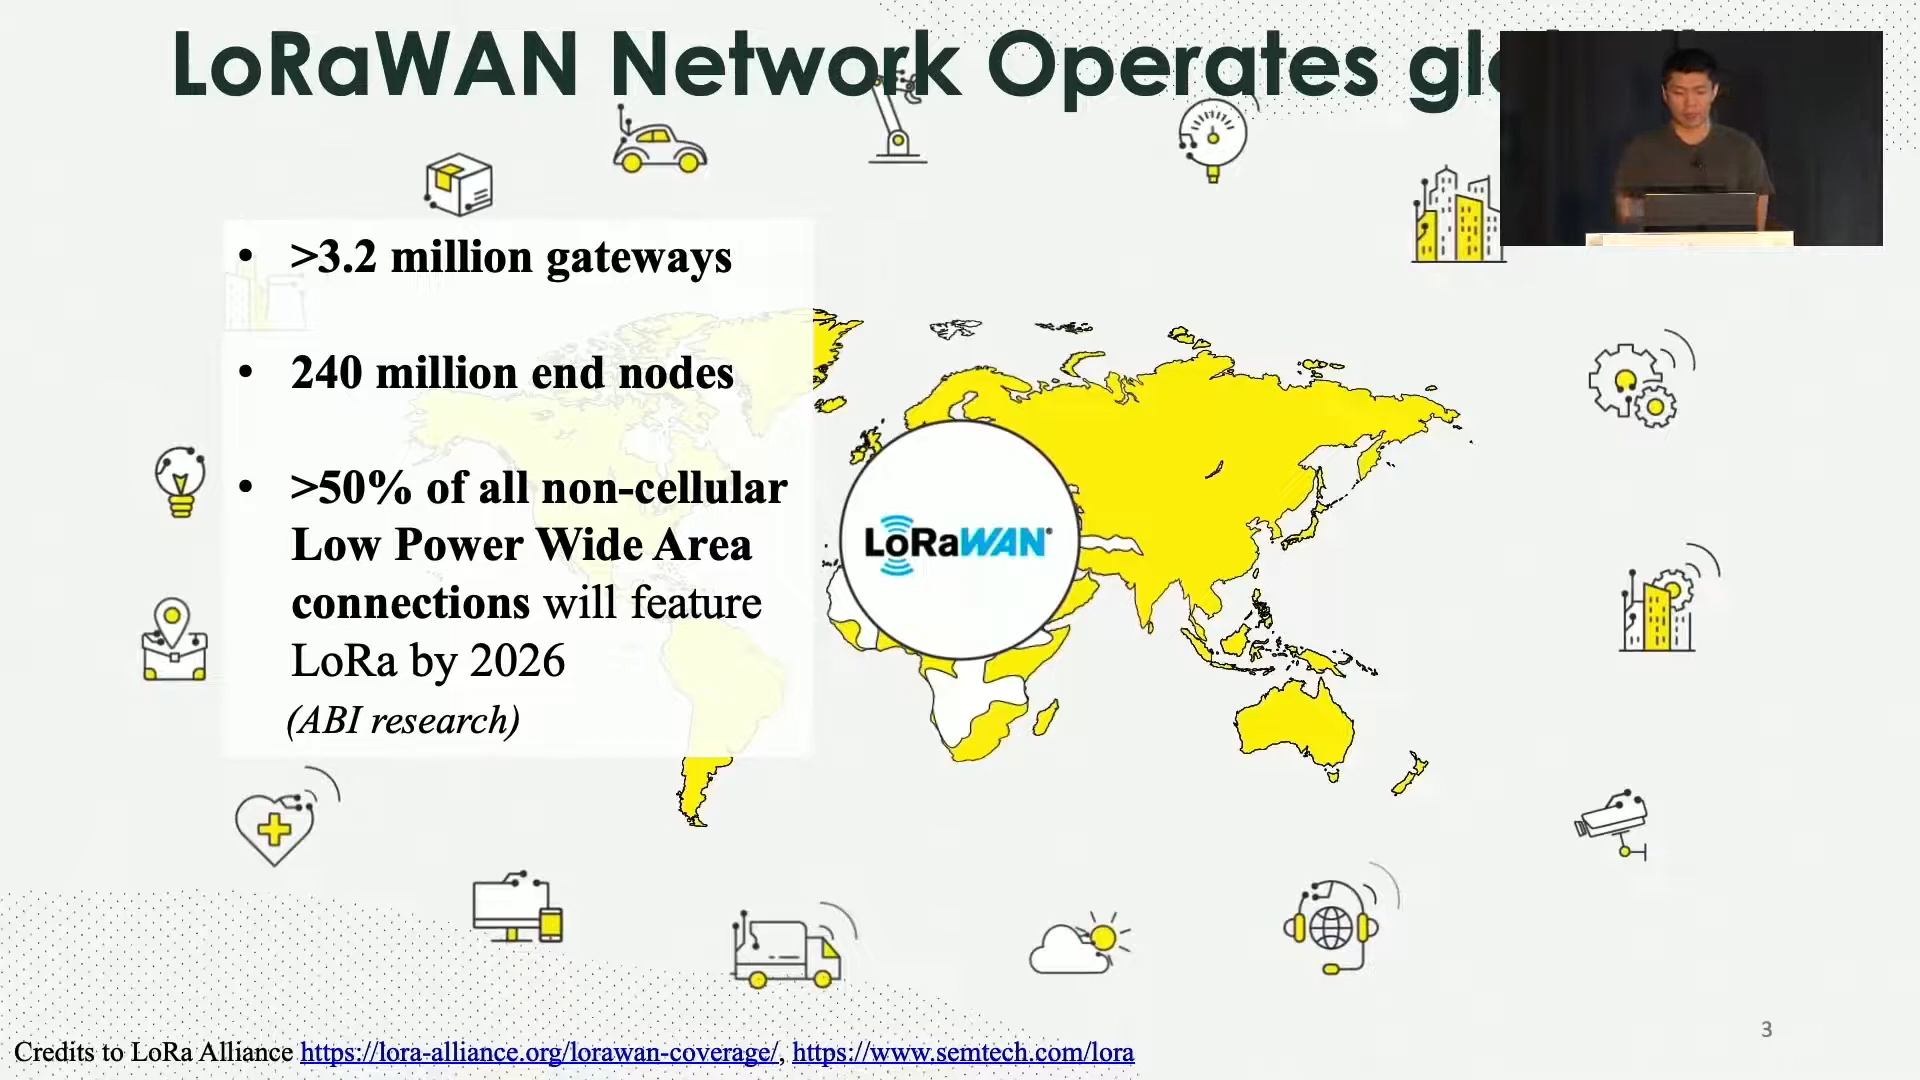 LoRaWAN Network Operates
• >3.2 million gateways
• 240 million end nodes
• >50% of all non-cellular
Low Power Wide Area
connections will feature
LoRa by 2026
(ABI research)
LoRaWAN®
3
Credits to LoRa Alliance https://lora-alliance.org/lorawan-coverage/, https://www.semtech.com/lora